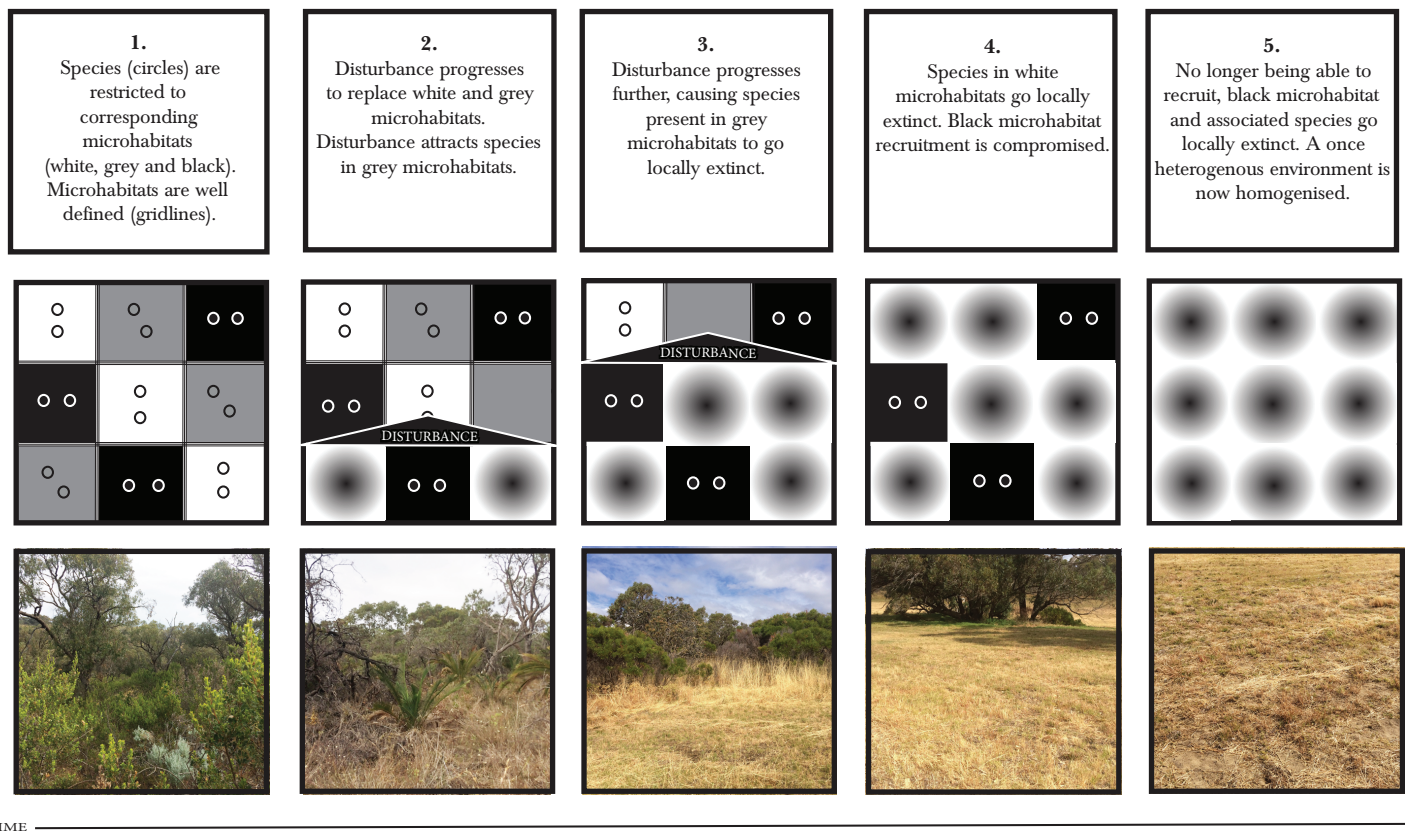 1.
Species (circles) are
restricted to
corresponding
microhabitats
(white, grey and black).
Microhabitats are well
defined (gridlines).
2.
Disturbance progresses
to replace white and grey
microhabitats.
Disturbance attracts species
in grey microhabitats.
3.
Disturbance progresses
further, causing species
present in grey
microhabitats to go
locally extinct.
4.
Species in white
microhabitats go locally
extinct. Black microhabitat
recruitment is compromised.
5.
No longer being able to
recruit, black microhabitat
and associated species go
locally extinct. A once
heterogenous environment is
now homogenised.
DISTURBANCE
DISTURBANCE